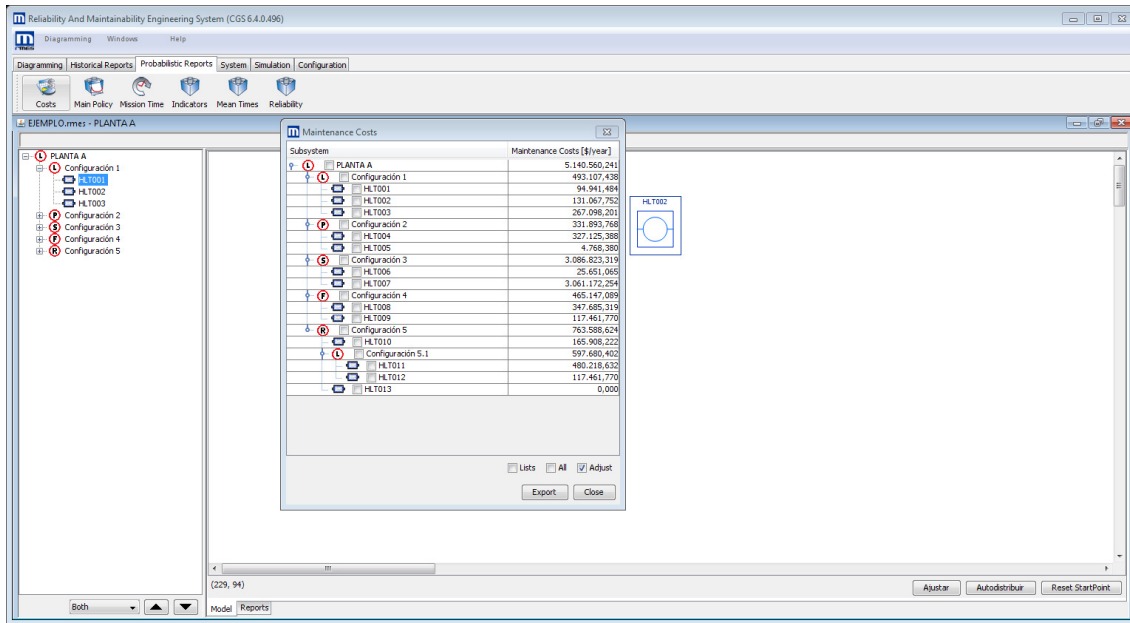 Reliability And Maintainability Engineering System (CGS 6.4.0.496)
Diagramming Windows Help
Diagramming Historical Reports Probabilistic Reports System Simulation Configuration
Costs Main Policy Mission Time Indicators Mean Times Reliability
EJEMPLO.rmes - PLANTA A
L PLANTA A
L Configuración 1
HLT001
HLT002
HLT003
P Configuración 2
S Configuración 3
F Configuración 4
R Configuración 5
Maintenance Costs
Subsystem Maintenance Costs [$/year]
L PLANTA A 5.140.560,241
L Configuración 1 493.107,438
HLT001 94.941,484
HLT002 131.067,752
HLT003 267.098,201
P Configuración 2 331.893,768
HLT004 327.125,388
HLT005 4.768,380
S Configuración 3 3.086.823,319
HLT006 25.651,065
HLT007 3.061.172,254
F Configuración 4 465.147,089
HLT008 347.685,319
HLT009 117.461,770
R Configuración 5 763.588,624
HLT010 165.908,222
L Configuración 5.1 597.680,402
HLT011 480.218,632
HLT012 117.461,770
HLT013 0,000
Lists All Adjust
Export Close
HLT002
(229, 94)
Ajustar Autodistribuir Reset StartPoint
Both
Model Reports